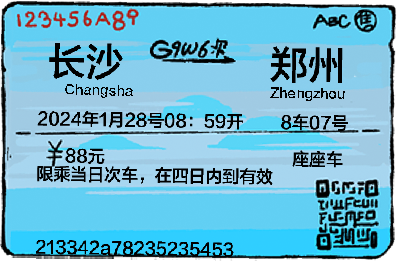 123456A89 ABC 售
长沙 G9W6次 郑州
Changsha Zhengzhou
2024年1月28号08：59开 8车07号
￥88元 座座车
限乘当日次车，在四日内到有效
213342a78235235453